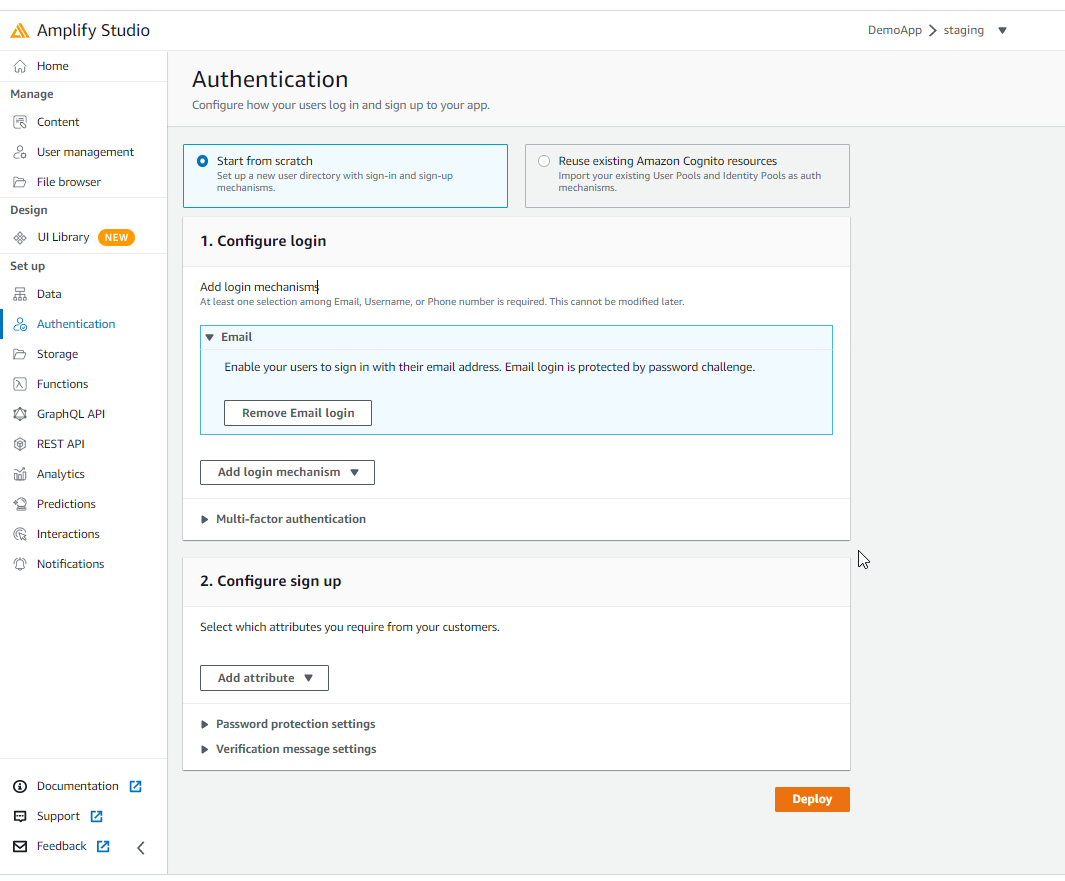 Amplify Studio
DemoApp > staging
Home
Manage
Content
User management
File browser
Design
UI Library NEW
Set up
Data
Authentication
Storage
Functions
GraphQL API
REST API
Analytics
Predictions
Interactions
Notifications
Documentation
Support
Feedback
Authentication
Configure how your users log in and sign up to your app.
Start from scratch
Set up a new user directory with sign-in and sign-up
mechanisms.
Reuse existing Amazon Cognito resources
Import your existing User Pools and Identity Pools as auth
mechanisms.
1. Configure login
Add login mechanisms
At least one selection among Email, Username, or Phone number is required. This cannot be modified later.
Email
Enable your users to sign in with their email address. Email login is protected by password challenge.
Remove Email login
Add login mechanism
Multi-factor authentication
2. Configure sign up
Select which attributes you require from your customers.
Add attribute
Password protection settings
Verification message settings
Deploy